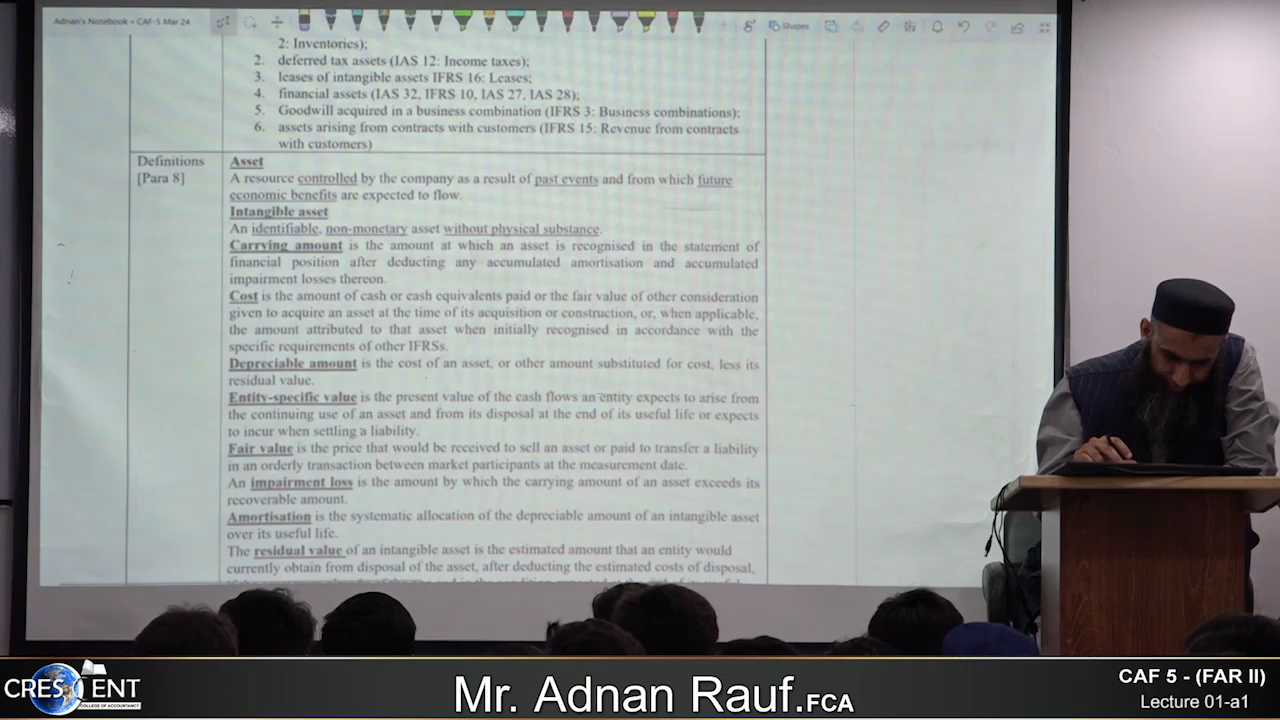 Adnan's Notebook • CAF-5 Mar 24
Shapes
2: Inventories);
2. deferred tax assets (IAS 12: Income taxes);
3. leases of intangible assets IFRS 16: Leases;
4. financial assets (IAS 32, IFRS 10, IAS 27, IAS 28);
5. Goodwill acquired in a business combination (IFRS 3: Business combinations);
6. assets arising from contracts with customers (IFRS 15: Revenue from contracts
with customers)
Definitions
[Para 8]
Asset
A resource controlled by the company as a result of past events and from which future
economic benefits are expected to flow.
Intangible asset
An identifiable, non-monetary asset without physical substance.
Carrying amount is the amount at which an asset is recognised in the statement of
financial position after deducting any accumulated amortisation and accumulated
impairment losses thereon.
Cost is the amount of cash or cash equivalents paid or the fair value of other consideration
given to acquire an asset at the time of its acquisition or construction, or, when applicable,
the amount attributed to that asset when initially recognised in accordance with the
specific requirements of other IFRSs.
Depreciable amount is the cost of an asset, or other amount substituted for cost, less its
residual value.
Entity-specific value is the present value of the cash flows an entity expects to arise from
the continuing use of an asset and from its disposal at the end of its useful life or expects
to incur when settling a liability.
Fair value is the price that would be received to sell an asset or paid to transfer a liability
in an orderly transaction between market participants at the measurement date.
An impairment loss is the amount by which the carrying amount of an asset exceeds its
recoverable amount.
Amortisation is the systematic allocation of the depreciable amount of an intangible asset
over its useful life.
The residual value of an intangible asset is the estimated amount that an entity would
currently obtain from disposal of the asset, after deducting the estimated costs of disposal,
CRESCENT
COLLEGE OF ACCOUNTANCY
Mr. Adnan Rauf.FCA
CAF 5 - (FAR II)
Lecture 01-a1